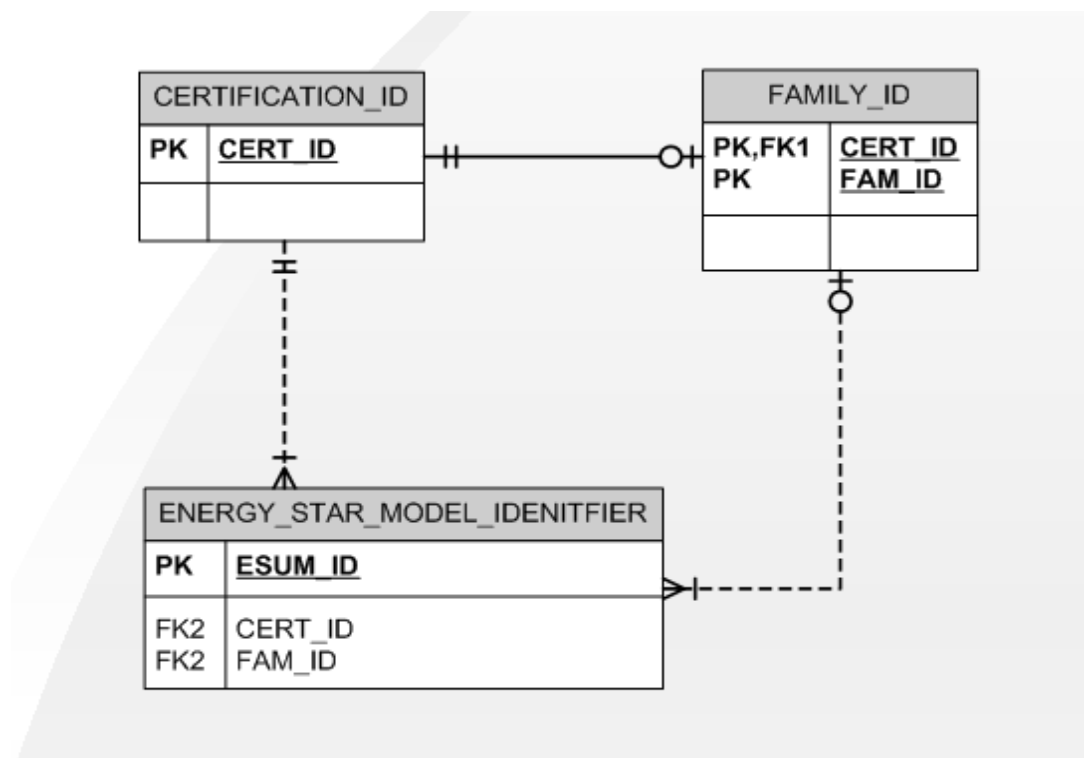 CERTIFICATION_ID
PK CERT_ID
FAMILY_ID
PK,FK1 CERT_ID
PK FAM_ID
ENERGY_STAR_MODEL_IDENITFIER
PK ESUM_ID
FK2 CERT_ID
FK2 FAM_ID